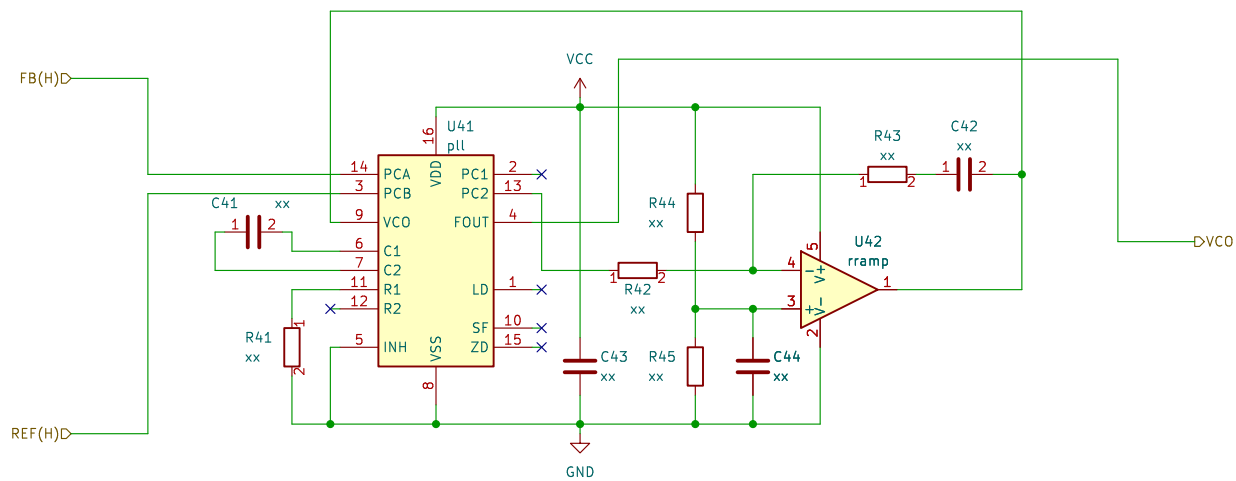 VCC
FB(H)
U41
pll
16
VDD
14
PCA
PC1
2
3
PCB
PC2
13
C41
xx
1
2
9
VCO
FOUT
4
6
C1
7
C2
11
R1
LD
1
12
R2
SF
10
5
INH
ZD
15
VSS
8
R41
xx
1
2
R43
xx
1
2
C42
xx
1
2
R44
xx
U42
rramp
5
V+
4
-
3
+
V-
2
1
VCO
1
2
R42
xx
C43
xx
R45
xx
C44
xx
REF(H)
GND